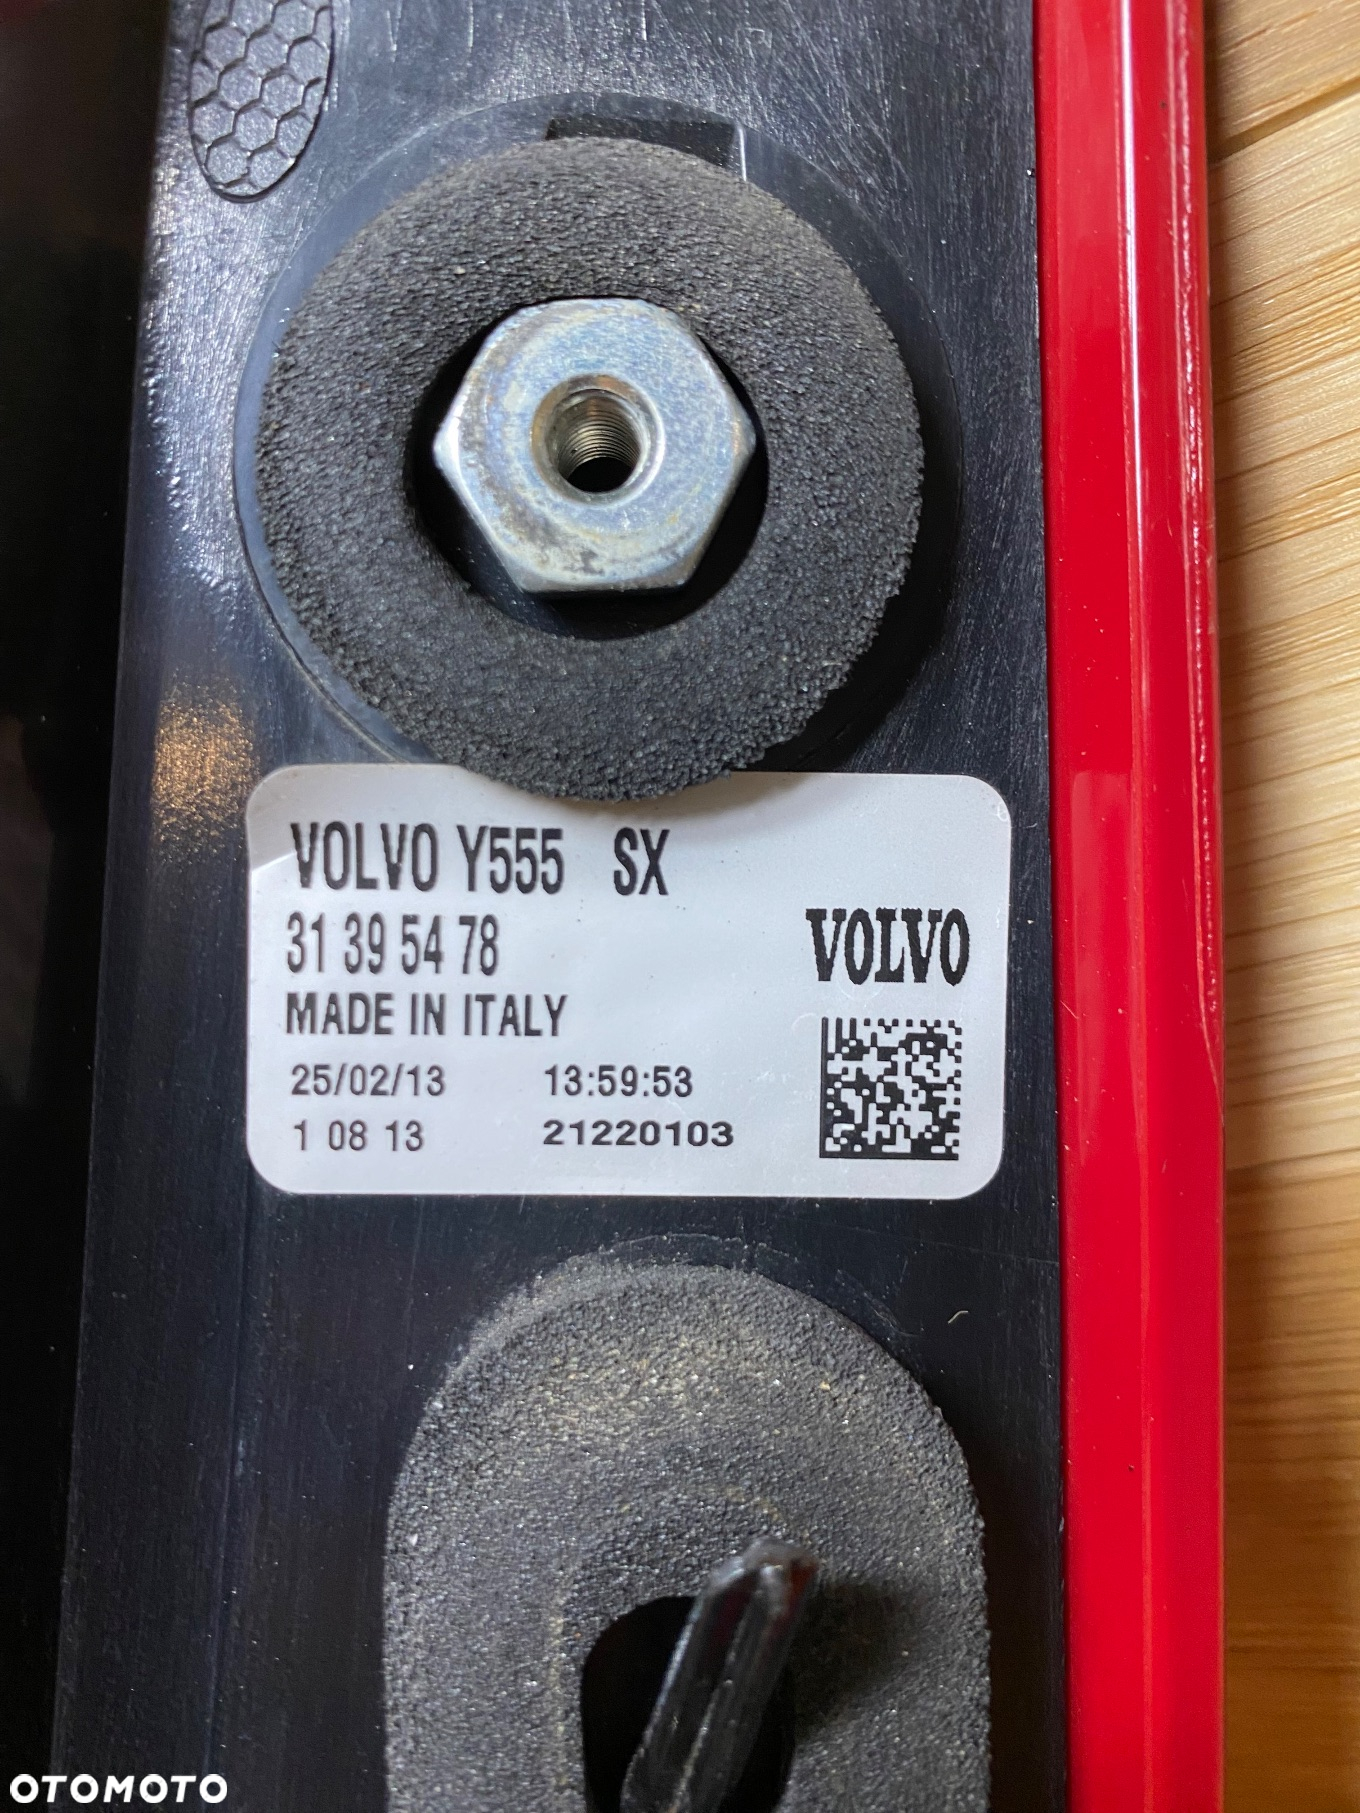 VOLVO Y555 SX
31 39 54 78
VOLVO
MADE IN ITALY
25/02/13 13:59:53
1 08 13 21220103
OTOMOTO